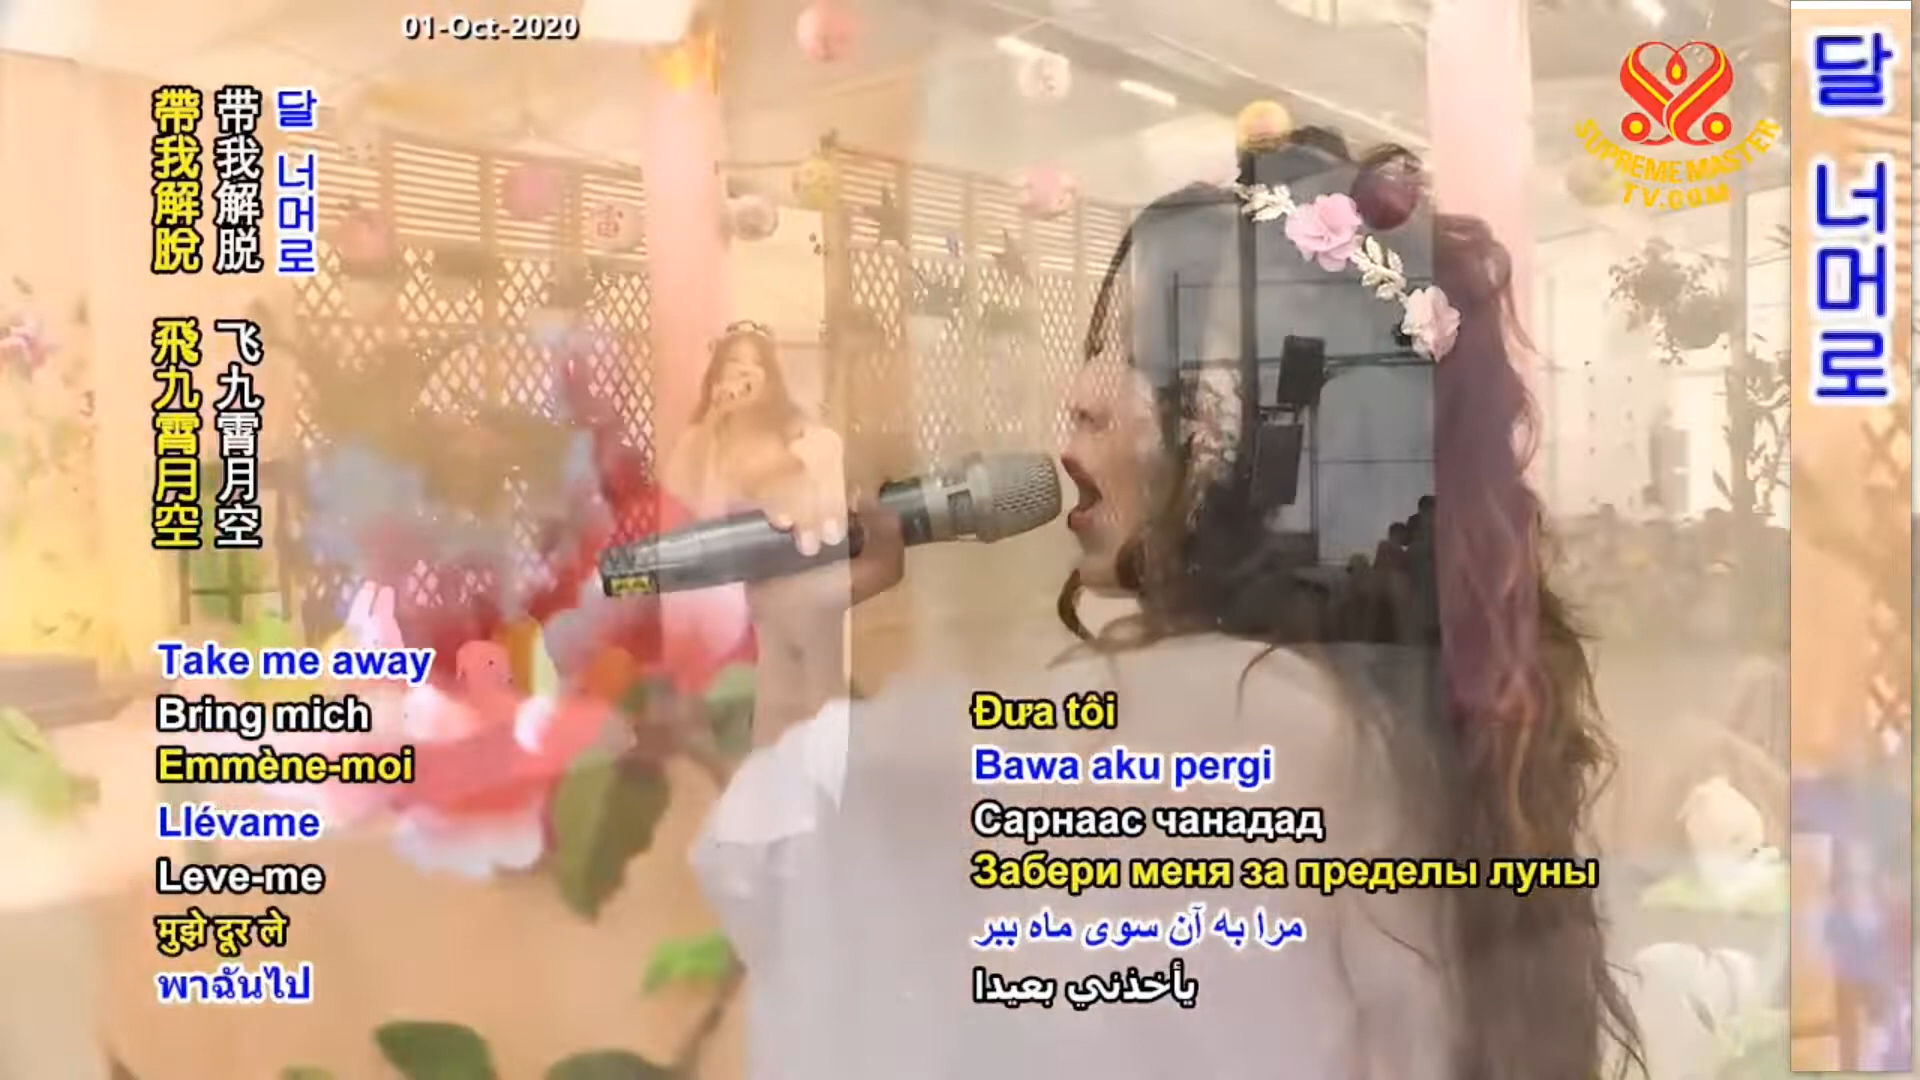 01-Oct-2020
달 너머로
带我解脱 飞九霄月空
帶我解脫 飛九霄月空
Take me away
Bring mich
Emmène-moi
Llévame
Leve-me
मुझे दूर ले
พาฉันไป
Đưa tôi
Bawa aku pergi
Сарнаас чанадад
Забери меня за пределы луны
مرا به آن سوی ماه ببر
يأخذني بعيدا
SUPREME MASTER
TV.COM
달 너머로